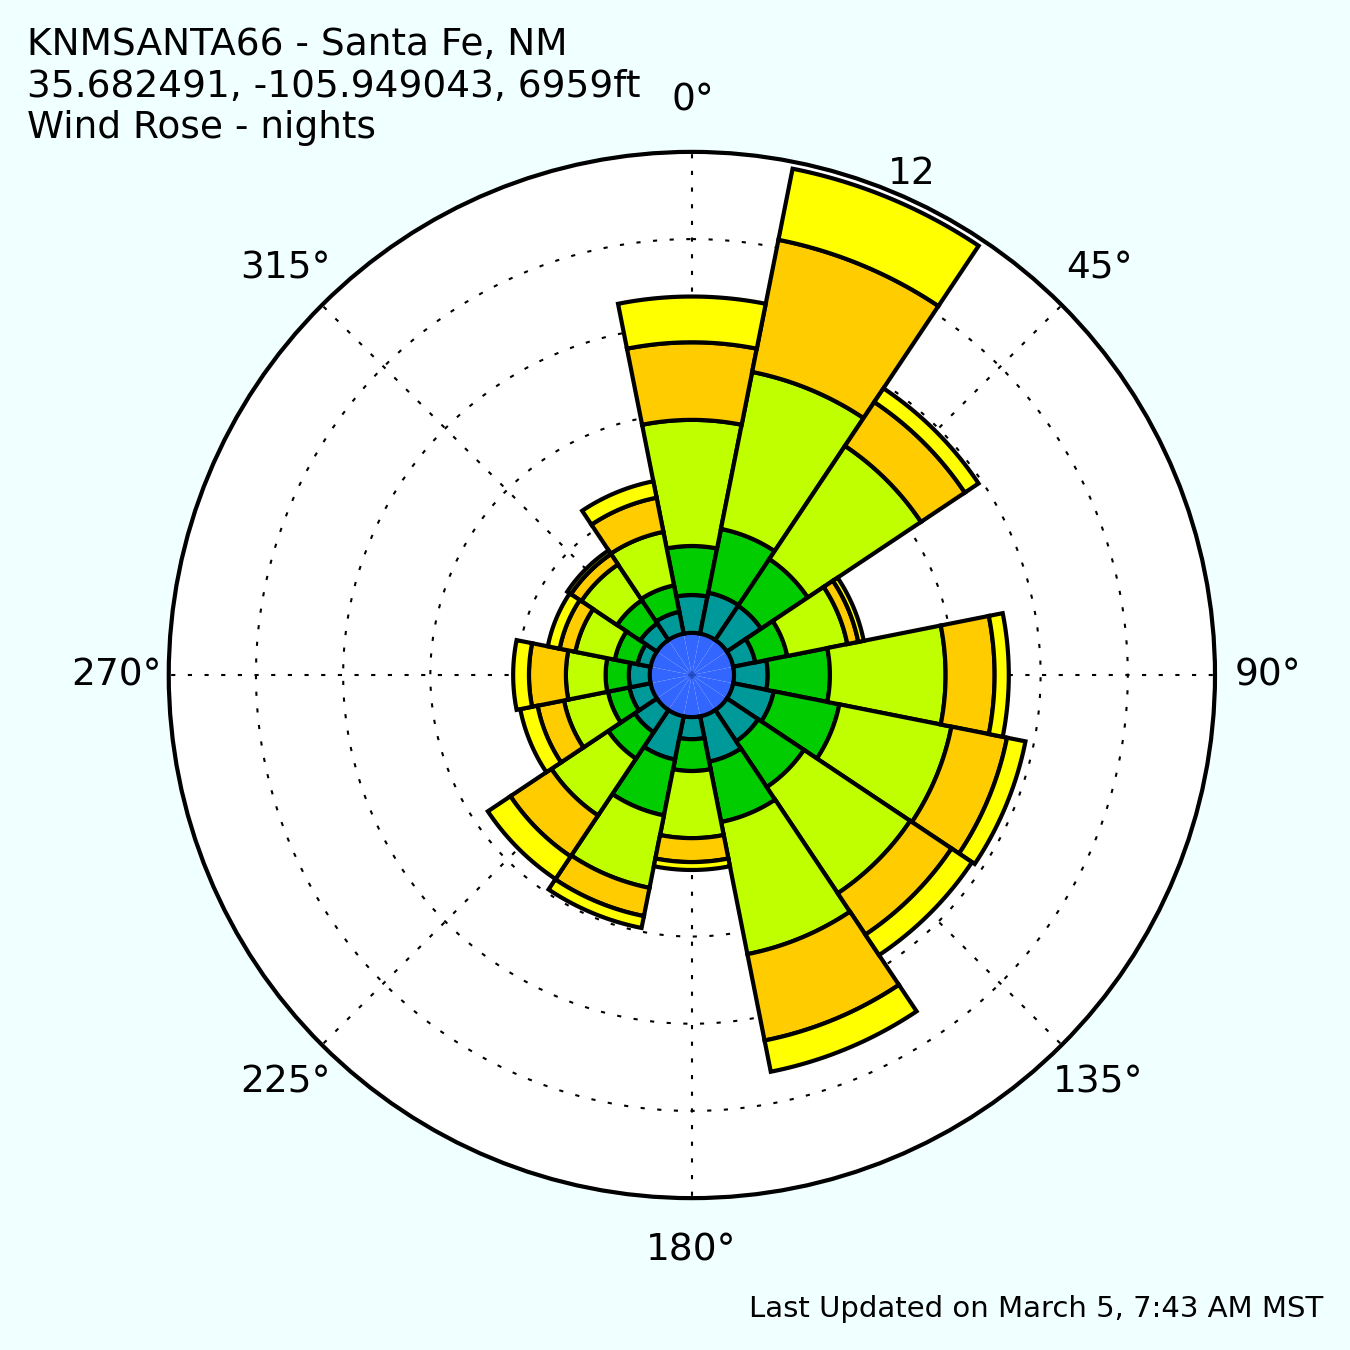 KNMSANTA66 - Santa Fe, NM
35.682491, -105.949043, 6959ft
Wind Rose - nights
0°
12
315°
45°
270°
90°
225°
135°
180°
Last Updated on March 5, 7:43 AM MST